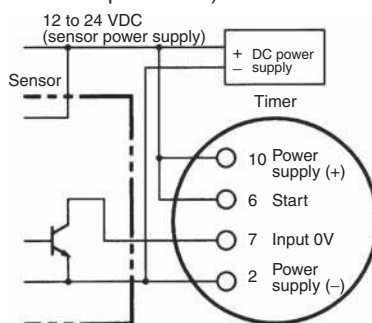 12 to 24 VDC
(sensor power supply)
+ DC power
− supply
Sensor
Timer
10 Power
supply (+)
6 Start
7 Input 0V
2 Power
supply (−)